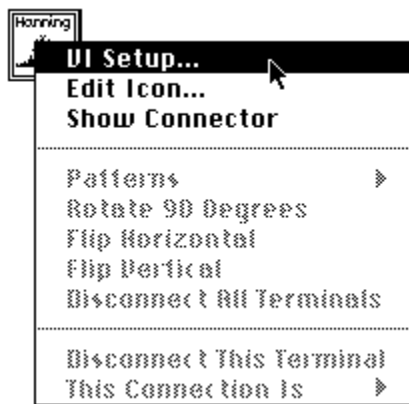 Hanning
VI Setup...
Edit Icon...
Show Connector
Patterns
Rotate 90 Degrees
Flip Horizontal
Flip Vertical
Disconnect All Terminals
Disconnect This Terminal
This Connection Is